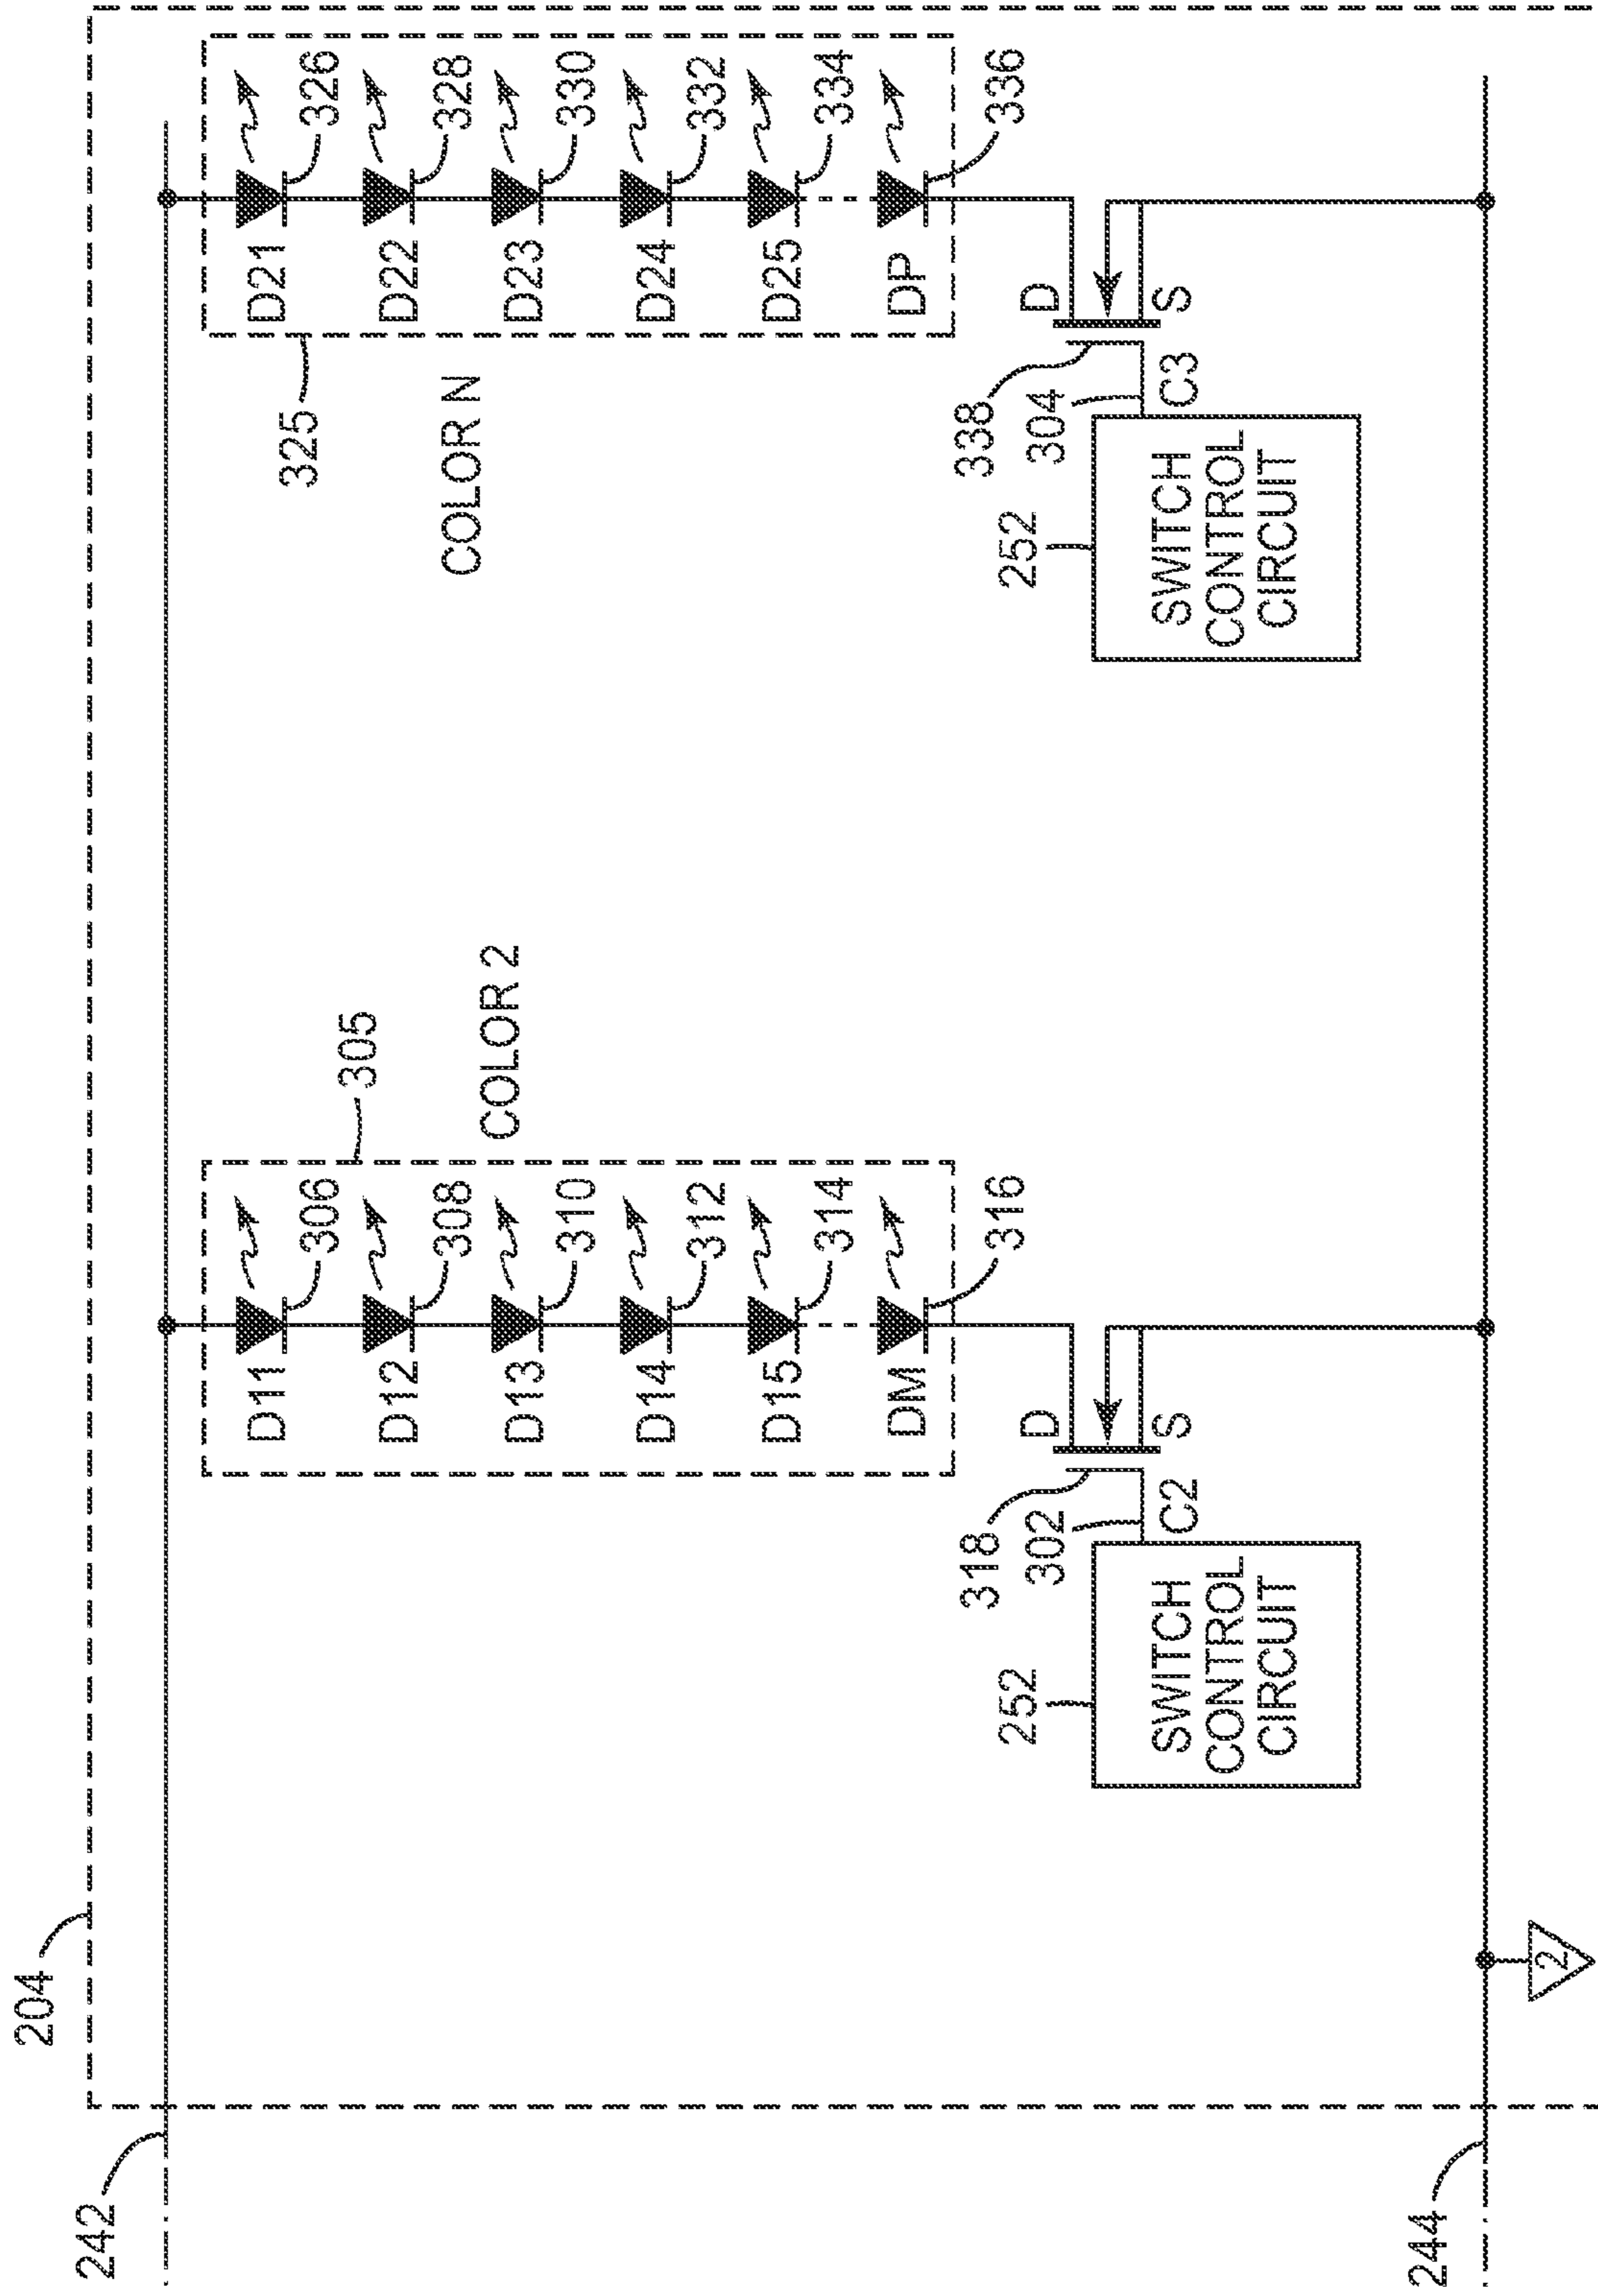 204
242
305
COLOR 2
D11
306
D12
308
D13
310
D14
312
D15
314
DM
316
D
S
318
302
C2
252
SWITCH
CONTROL
CIRCUIT
325
COLOR N
D21
326
D22
328
D23
330
D24
332
D25
334
DP
336
D
S
338
304
C3
252
SWITCH
CONTROL
CIRCUIT
244
2